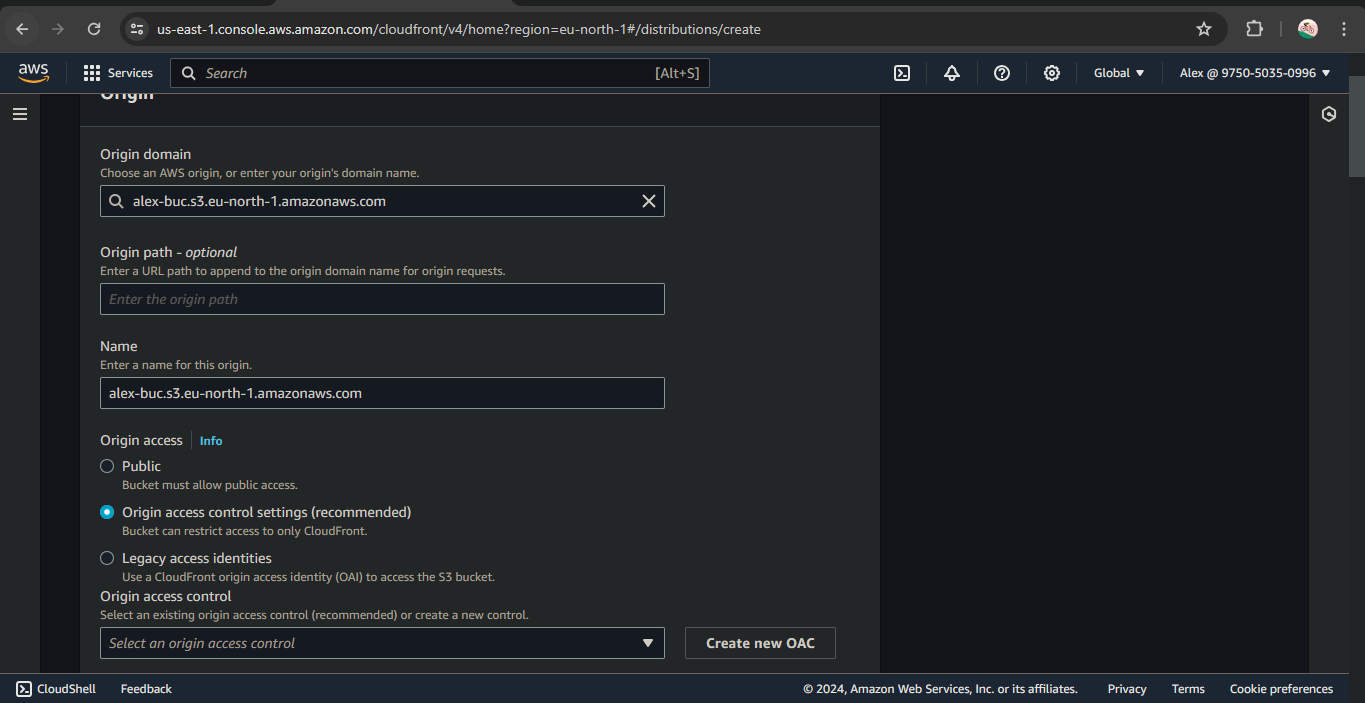 us-east-1.console.aws.amazon.com/cloudfront/v4/home?region=eu-north-1#/distributions/create
aws Services Search [Alt+S] Global Alex @ 9750-5035-0996
Origin
Origin domain
Choose an AWS origin, or enter your origin's domain name.
alex-buc.s3.eu-north-1.amazonaws.com
Origin path - optional
Enter a URL path to append to the origin domain name for origin requests.
Enter the origin path
Name
Enter a name for this origin.
alex-buc.s3.eu-north-1.amazonaws.com
Origin access Info
Public
Bucket must allow public access.
Origin access control settings (recommended)
Bucket can restrict access to only CloudFront.
Legacy access identities
Use a CloudFront origin access identity (OAI) to access the S3 bucket.
Origin access control
Select an existing origin access control (recommended) or create a new control.
Select an origin access control Create new OAC
CloudShell Feedback © 2024, Amazon Web Services, Inc. or its affiliates. Privacy Terms Cookie preferences